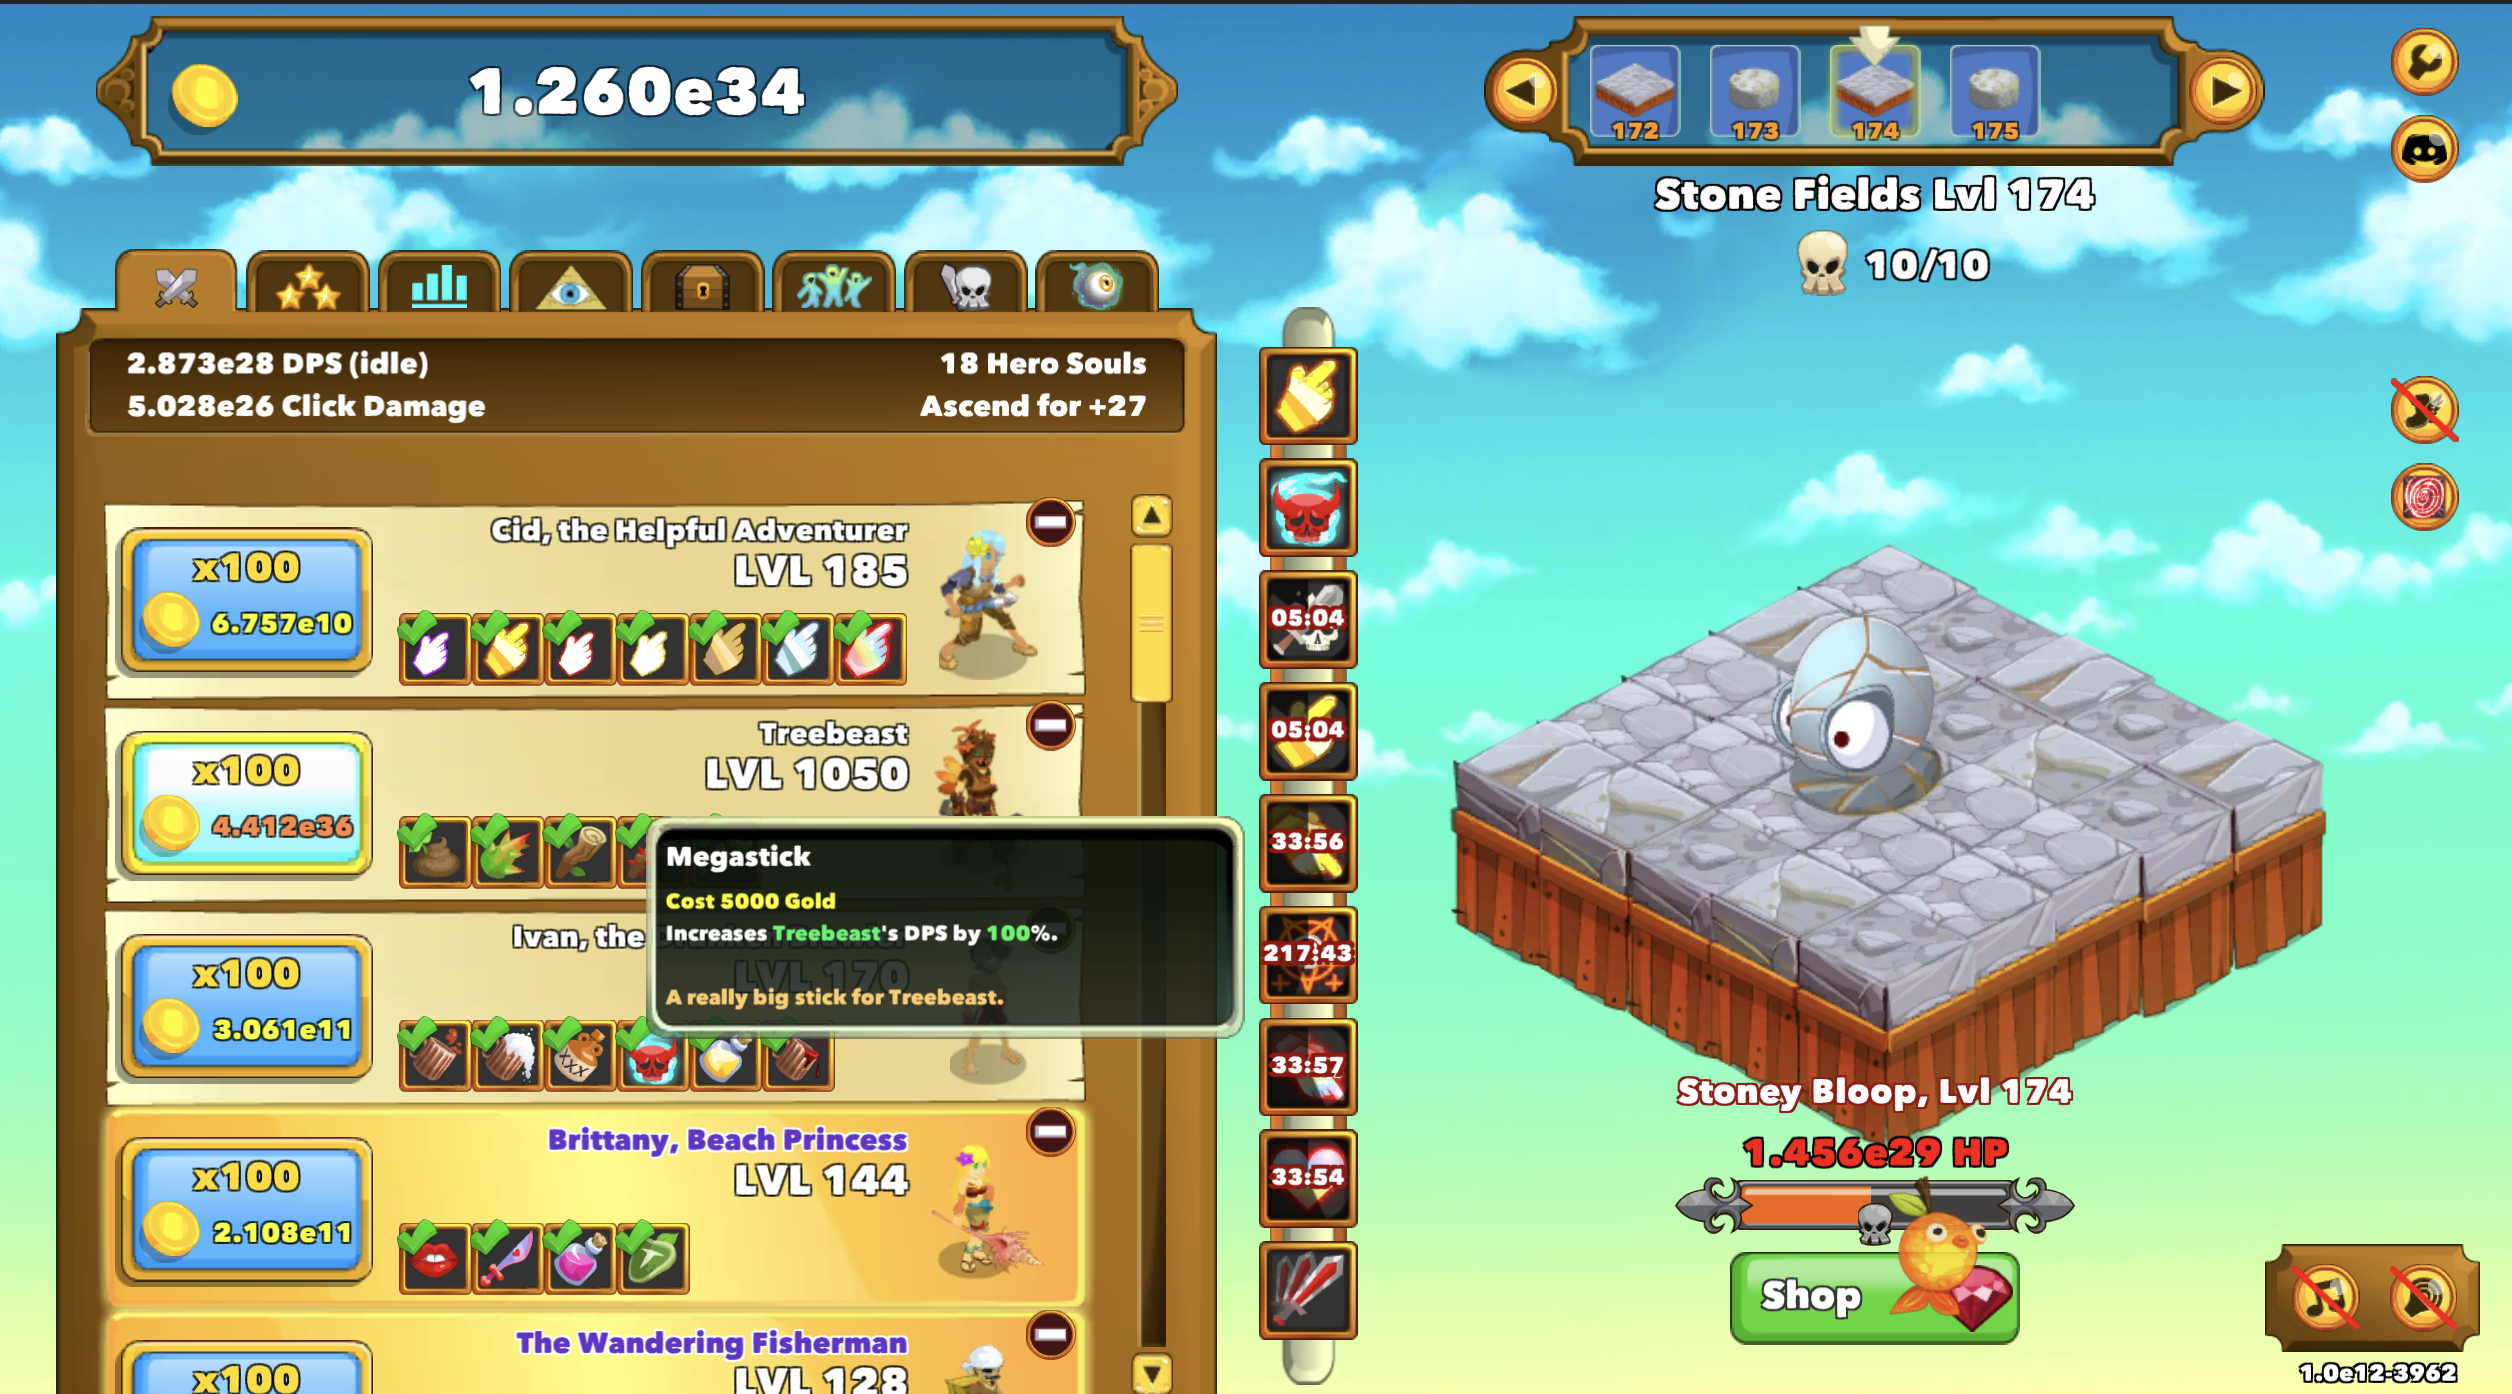 1.260e34
172
173
174
175
Stone Fields Lvl 174
10/10
2.873e28 DPS (idle)
18 Hero Souls
5.028e26 Click Damage
Ascend for +27
Cid, the Helpful Adventurer
LVL 185
x100
6.757e10
Treebeast
LVL 1050
x100
4.412e36
Megastick
Cost 5000 Gold
Increases Treebeast's DPS by 100%.
A really big stick for Treebeast.
Ivan, the
LVL 170
x100
3.061e11
Brittany, Beach Princess
LVL 144
x100
2.108e11
The Wandering Fisherman
LVL 128
x100
05:04
05:04
33:56
217:43
33:57
33:54
Stoney Bloop, Lvl 174
1.456e29 HP
Shop
1.0e12-3962